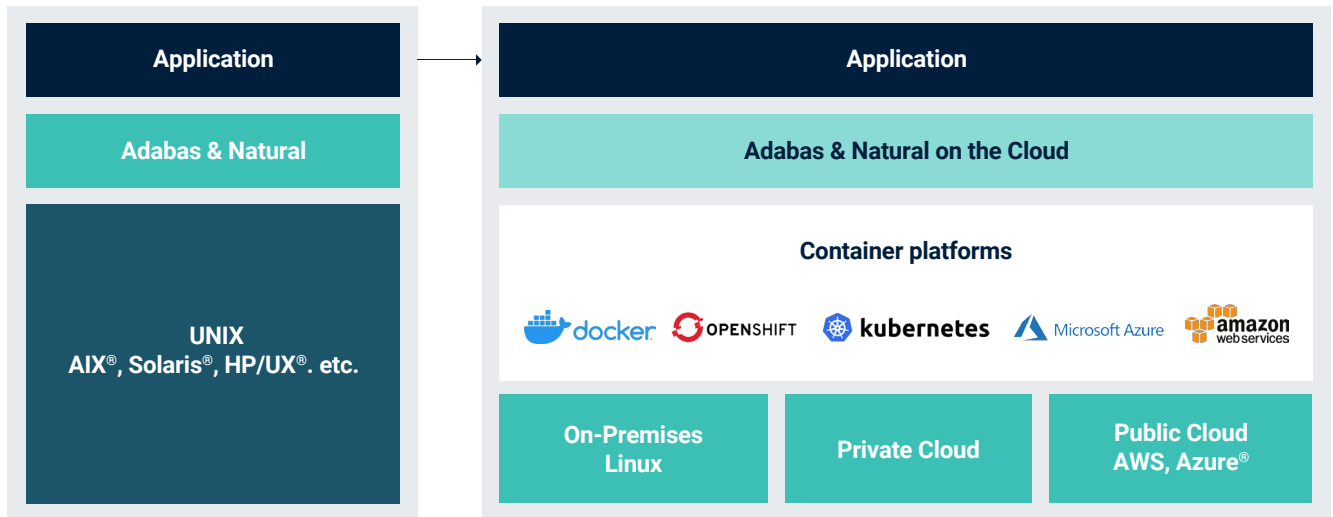 Application
Adabas & Natural
UNIX
AIX®, Solaris®, HP/UX®. etc.
Application
Adabas & Natural on the Cloud
Container platforms
docker OPENSHIFT kubernetes Microsoft Azure amazon
webservices
On-Premises
Linux
Private Cloud
Public Cloud
AWS, Azure®